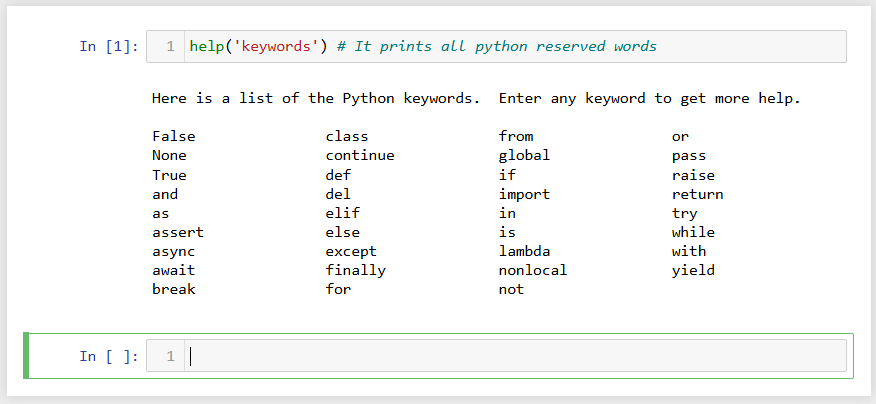 In [1]: 1 help('keywords') # It prints all python reserved words
Here is a list of the Python keywords.  Enter any keyword to get more help.
False class from or
None continue global pass
True def if raise
and del import return
as elif in try
assert else is while
async except lambda with
await finally nonlocal yield
break for not
In [ ]: 1